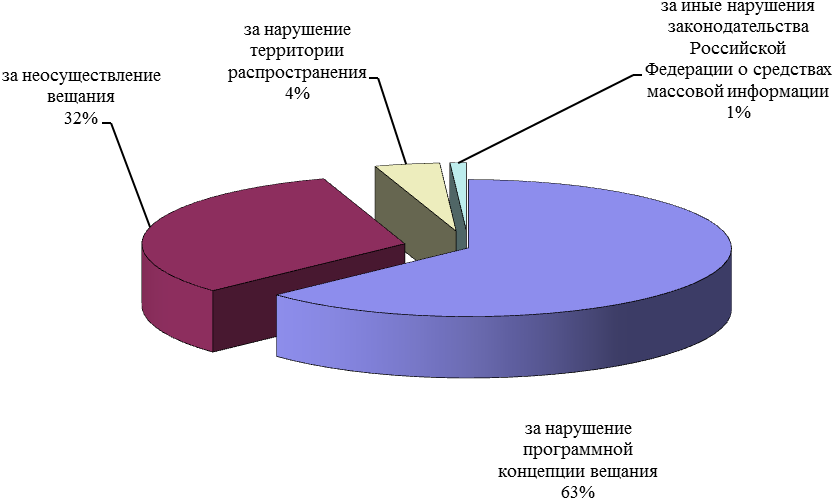 за неосуществление
вещания
32%
за нарушение
территории
распространения
4%
за иные нарушения
законодательства
Российской
Федерации о средствах
массовой информации
1%
за нарушение
программной
концепции вещания
63%